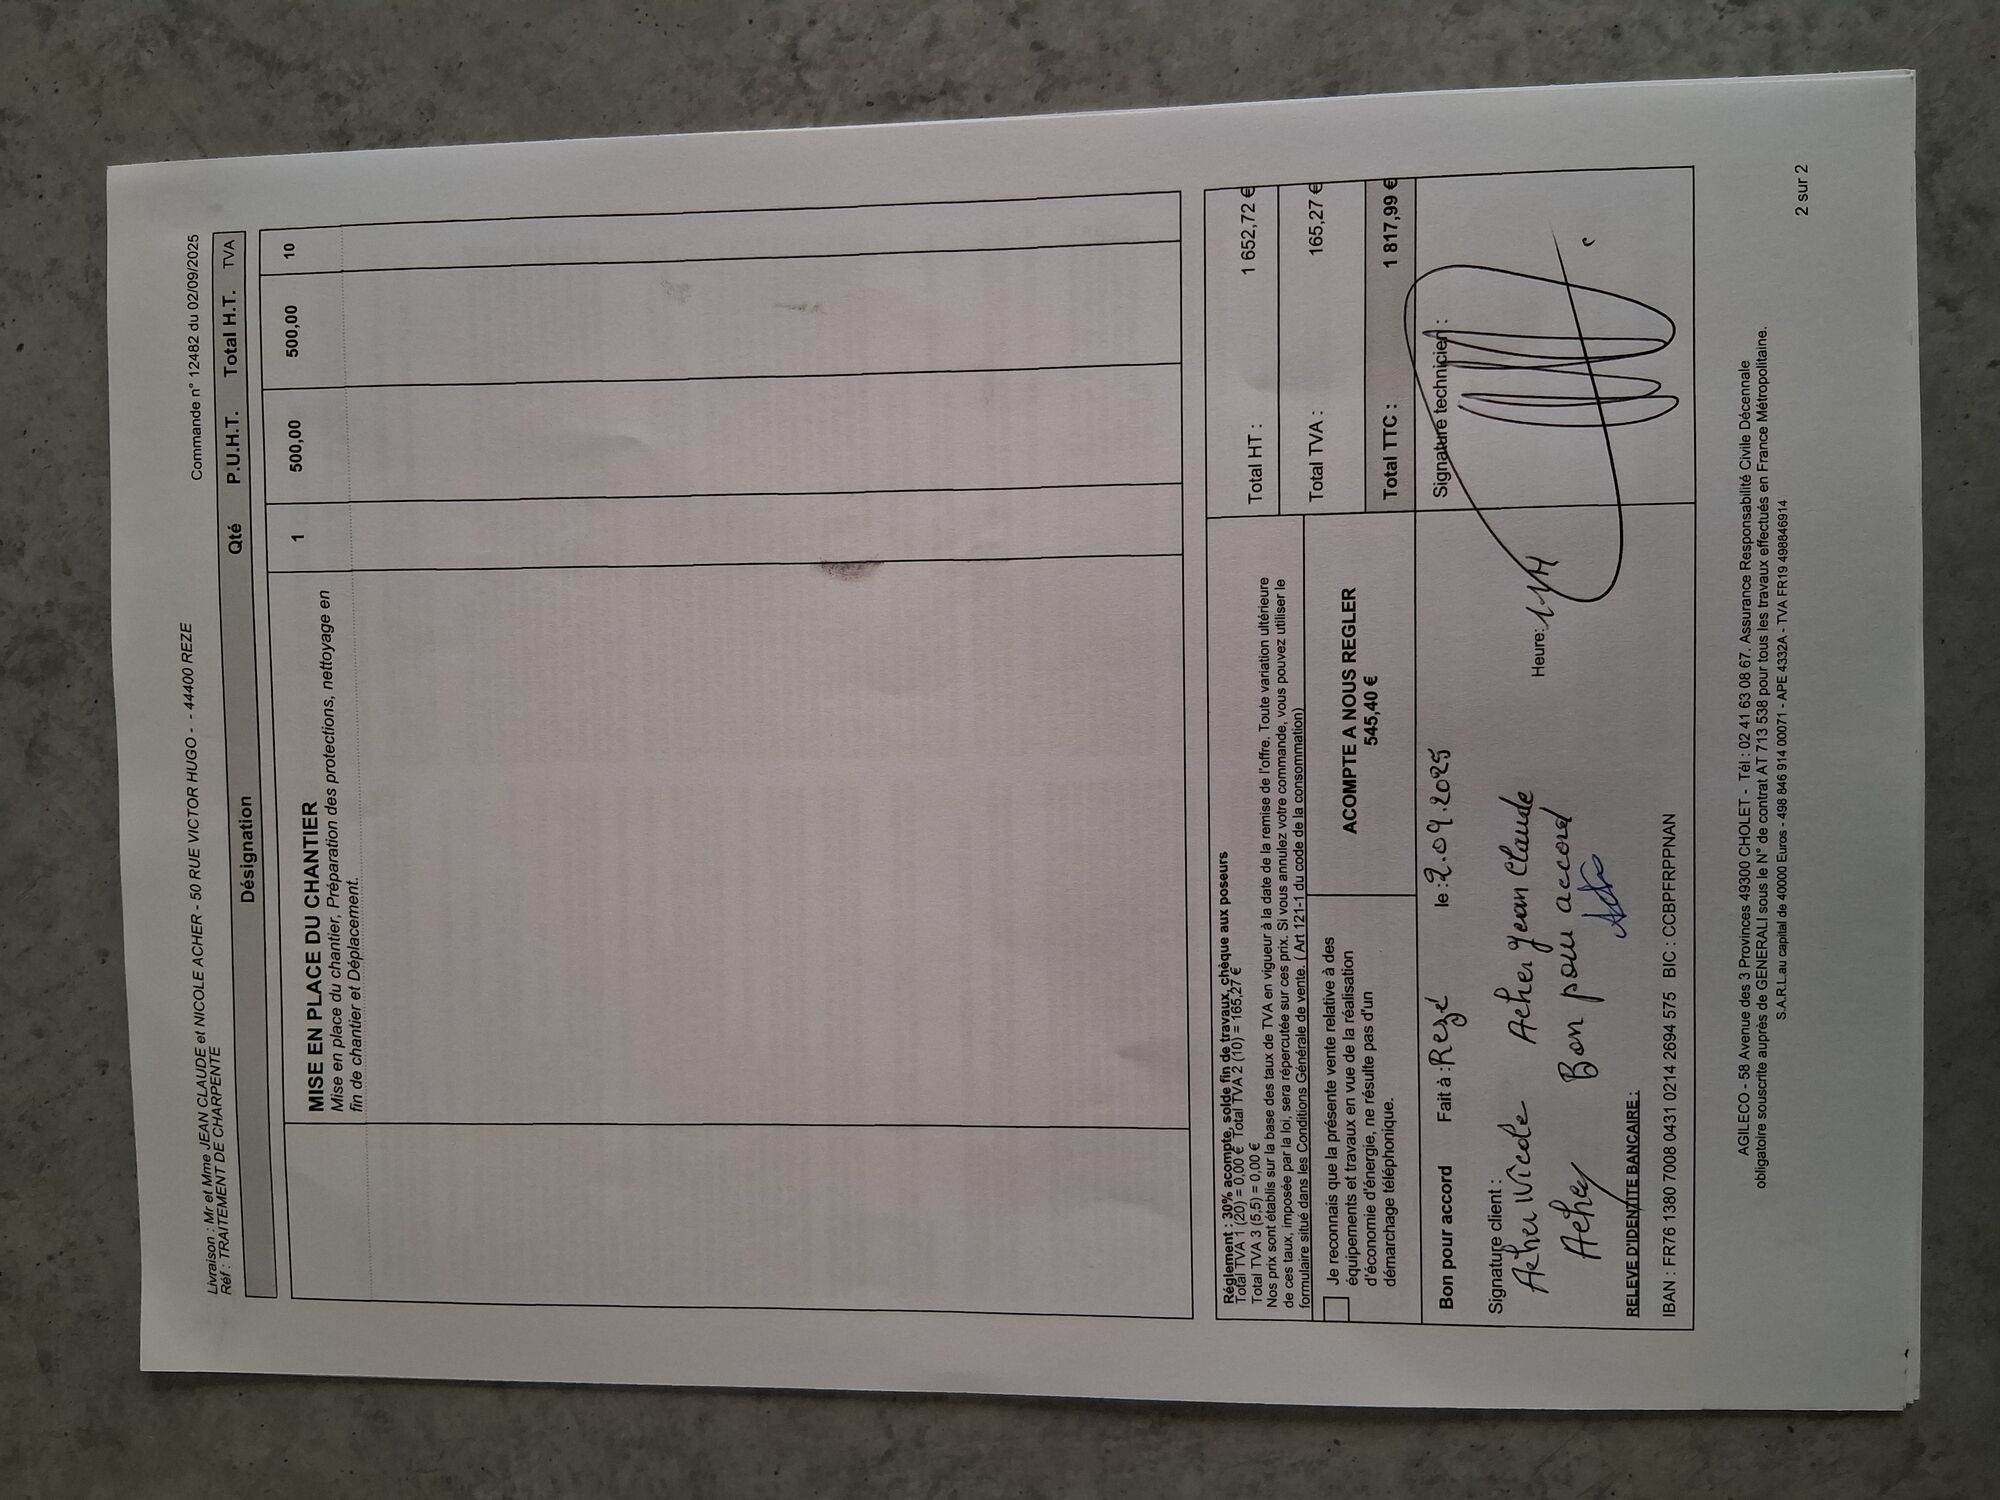 Livraison : Mr et Mme JEAN CLAUDE et NICOLE ACHER - 50 RUE VICTOR HUGO - - 44400 REZE
Commande n° 12482 du 02/09/2025
Réf : TRAITEMENT DE CHARPENTE
Désignation Qté P.U.H.T. Total H.T. TVA
MISE EN PLACE DU CHANTIER 1 500,00 500,00 10
Mise en place du chantier, Préparation des protections, nettoyage en
fin de chantier et Déplacement.
Règlement : 30% acompte, solde fin de travaux, chèque aux poseurs
Total TVA 1 (20) = 0,00 € Total TVA 2 (10) = 165,27 €
Total TVA 3 (5,5) = 0,00 €
Nos prix sont établis sur la base des taux de TVA en vigueur à la date de la remise de l'offre. Toute variation ultérieure
de ces taux, imposée par la loi, sera répercutée sur ces prix. Si vous annulez votre commande, vous pouvez utiliser le
formulaire situé dans les Conditions Générale de vente. ( Art 121-1 du code de la consommation)
Total HT : 1 652,72 €
Total TVA : 165,27 €
Total TTC : 1 817,99 €
Je reconnais que la présente vente relative à des
équipements et travaux en vue de la réalisation
d'économie d'énergie, ne résulte pas d'un
démarchage téléphonique.
ACOMPTE A NOUS REGLER
545,40 €
Bon pour accord Fait à : Rezé le : 2.09.2025 Heure:
Signature technicien :
Signature client :
Acher Nicole Acher Jean Claude
Acher Bon pour accord
RELEVE D'IDENTITE BANCAIRE :
IBAN : FR76 1380 7008 0431 0214 2694 575 BIC : CCBPFRPPNAN
AGILECO - 58 Avenue des 3 Provinces 49300 CHOLET - Tél : 02 41 63 08 67. Assurance Responsabilité Civile Décennale
obligatoire souscrite auprès de GENERALI sous le N° de contrat AT 713 538 pour tous les travaux effectués en France Métropolitaine.
S.A.R.L.au capital de 40000 Euros - 498 846 914 00071 - APE 4332A - TVA FR19 498846914
2 sur 2